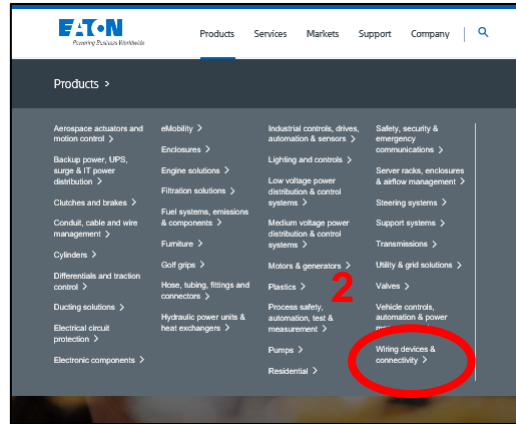 EATON
Powering Business Worldwide
Products Services Markets Support Company
Products >
Aerospace actuators and
motion control >
Backup power, UPS,
surge & IT power
distribution >
Clutches and brakes >
Conduit, cable and wire
management >
Cylinders >
Differentials and traction
control >
Ducting solutions >
Electrical circuit
protection >
Electronic components >
eMobility >
Enclosures >
Engine solutions >
Filtration solutions >
Fuel systems, emissions
& components >
Furniture >
Golf grips >
Hose, tubing, fittings and
connectors >
Hydraulic power units &
heat exchangers >
Industrial controls, drives,
automation & sensors >
Lighting and controls >
Low voltage power
distribution & control
systems >
Medium voltage power
distribution & control
systems >
Motors & generators >
Plastics >
Process safety,
automation, test &
measurement >
Pumps >
Residential >
2
Safety, security &
emergency
communications >
Server racks, enclosures
& airflow management >
Steering systems >
Support systems >
Transmissions >
Utility & grid solutions >
Valves >
Vehicle controls,
automation & power
Wiring devices &
connectivity >